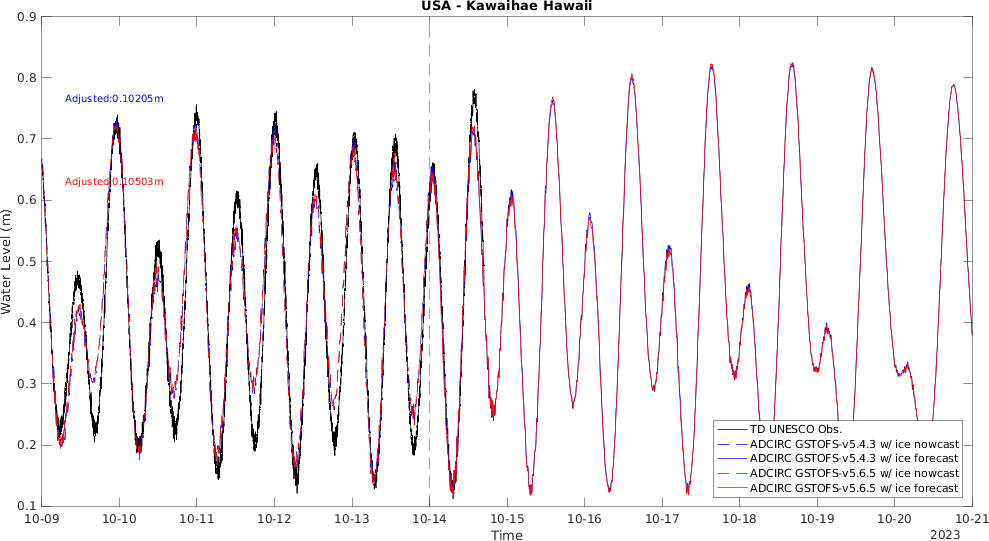 USA - Kawaihae Hawaii
0.9
0.8
0.7
0.6
0.5
0.4
0.3
0.2
0.1
Water Level (m)
Adjusted:0.10205m
Adjusted:0.10503m
TD UNESCO Obs.
ADCIRC GSTOFS-v5.4.3 w/ ice nowcast
ADCIRC GSTOFS-v5.4.3 w/ ice forecast
ADCIRC GSTOFS-v5.6.5 w/ ice nowcast
ADCIRC GSTOFS-v5.6.5 w/ ice forecast
10-09 10-10 10-11 10-12 10-13 10-14 10-15 10-16 10-17 10-18 10-19 10-20 10-21
Time
2023